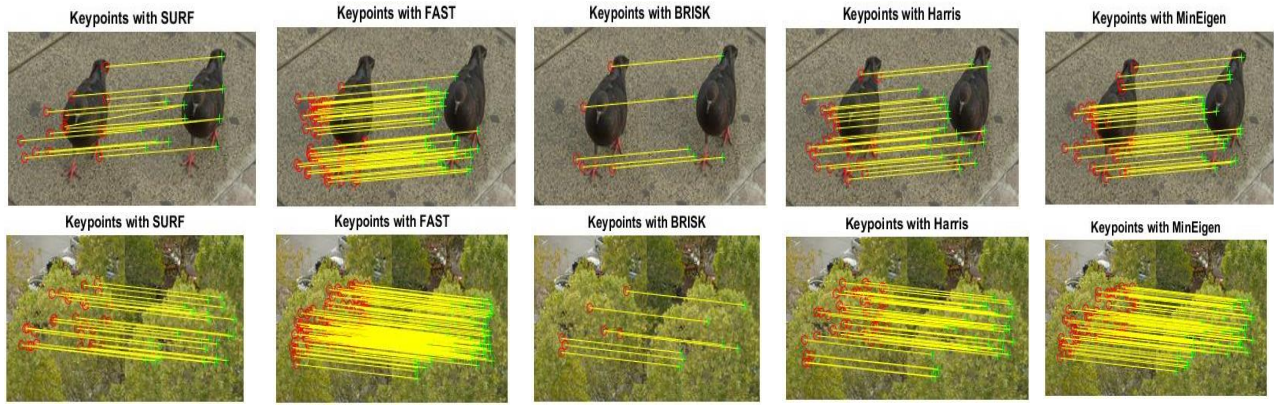 Keypoints with SURF
Keypoints with FAST
Keypoints with BRISK
Keypoints with Harris
Keypoints with MinEigen
Keypoints with SURF
Keypoints with FAST
Keypoints with BRISK
Keypoints with Harris
Keypoints with MinEigen